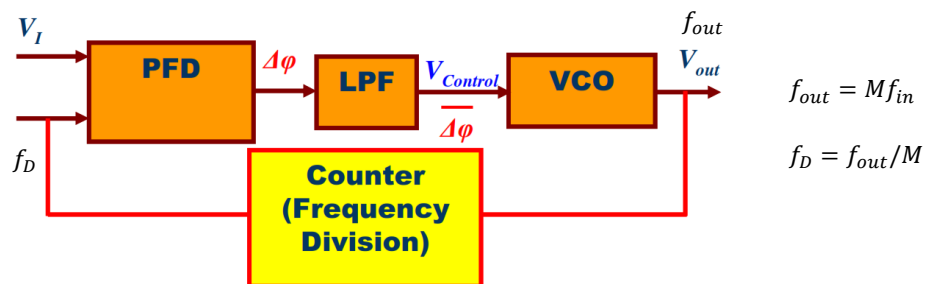 V_I
f_D
PFD
Δφ
LPF
V_Control
Δφ
VCO
f_out
V_out
Counter
(Frequency
Division)
f_out = Mf_in
f_D = f_out/M